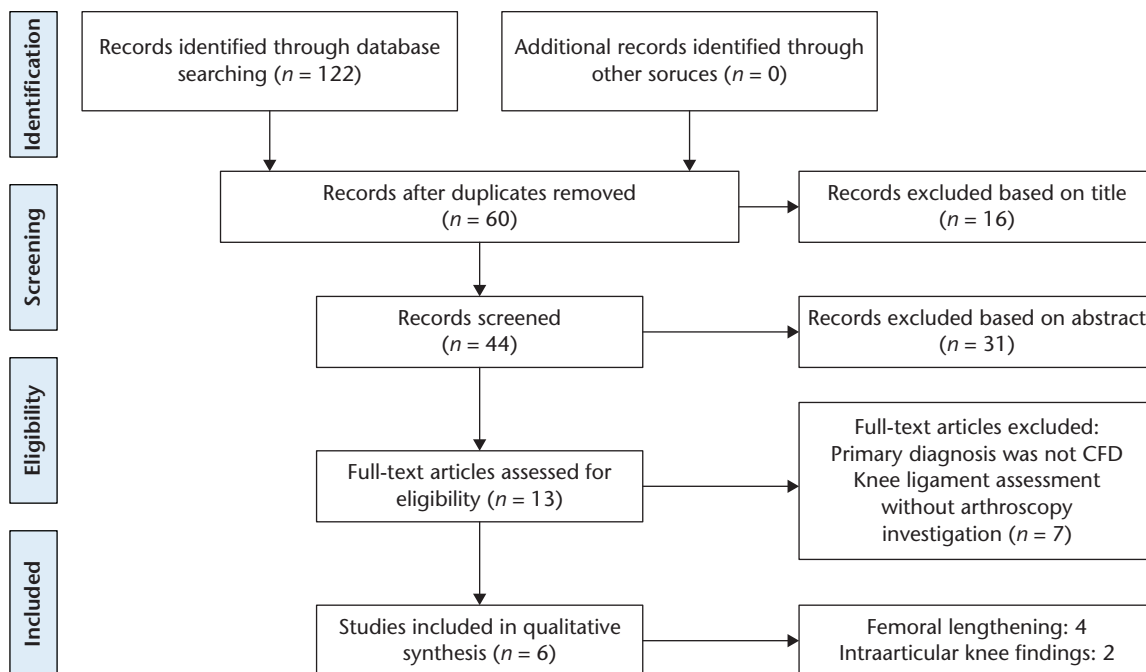 Identification
Records identified through database
searching (n = 122)
Additional records identified through
other soruces (n = 0)
Screening
Records after duplicates removed
(n = 60)
Records excluded based on title
(n = 16)
Records screened
(n = 44)
Records excluded based on abstract
(n = 31)
Eligibility
Full-text articles assessed for
eligibility (n = 13)
Full-text articles excluded:
Primary diagnosis was not CFD
Knee ligament assessment
without arthroscopy
investigation (n = 7)
Included
Studies included in qualitative
synthesis (n = 6)
Femoral lengthening: 4
Intraarticular knee findings: 2